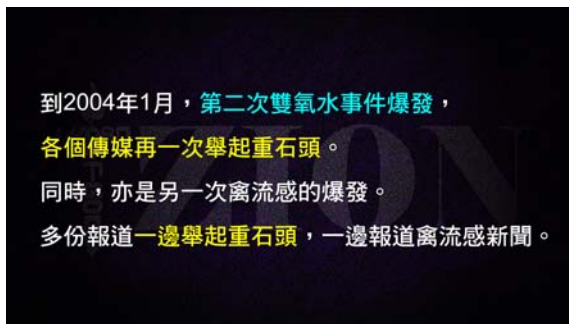 到2004年1月，第二次雙氧水事件爆發，
各個傳媒再一次舉起重石頭。
同時，亦是另一次禽流感的爆發。
多份報道一邊舉起重石頭，一邊報道禽流感新聞。
ZION